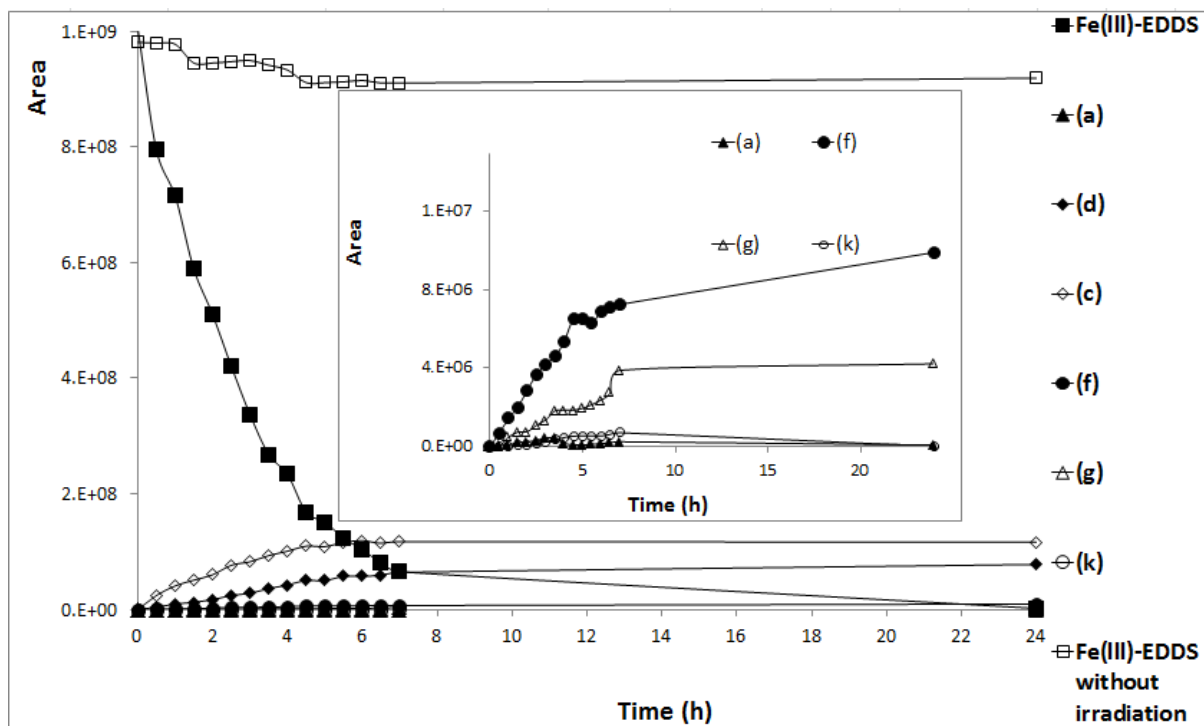 1.E+09
8.E+08
6.E+08
4.E+08
2.E+08
0.E+00
Area
0 2 4 6 8 10 12 14 16 18 20 22 24
Time (h)
(a) (f)
(g) (k)
Area
1.E+07
8.E+06
4.E+06
0.E+00
0 5 10 15 20
Time (h)
Fe(III)-EDDS
(a)
(d)
(c)
(f)
(g)
(k)
Fe(III)-EDDS
without
irradiation